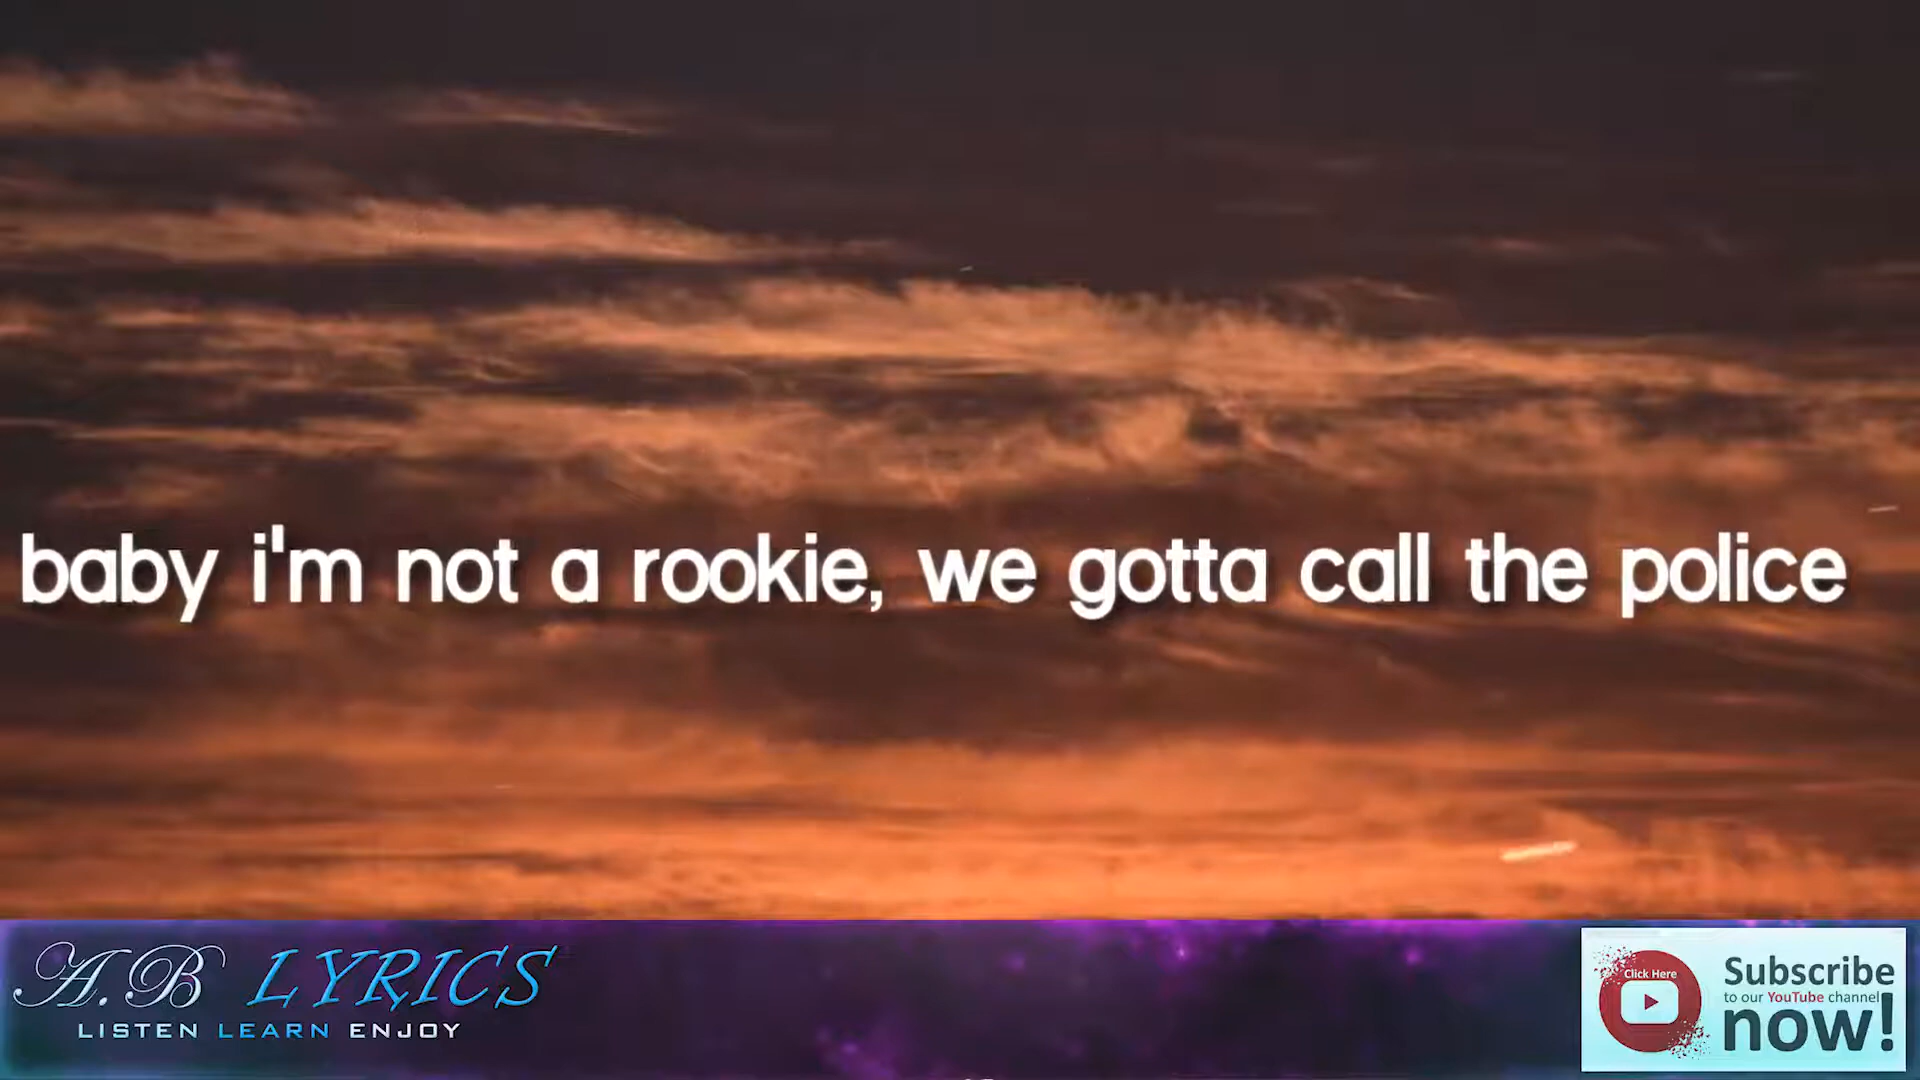 baby i'm not a rookie, we gotta call the police
A.B LYRICS
LISTEN LEARN ENJOY
Click Here
Subscribe
to our YouTube channel
now!